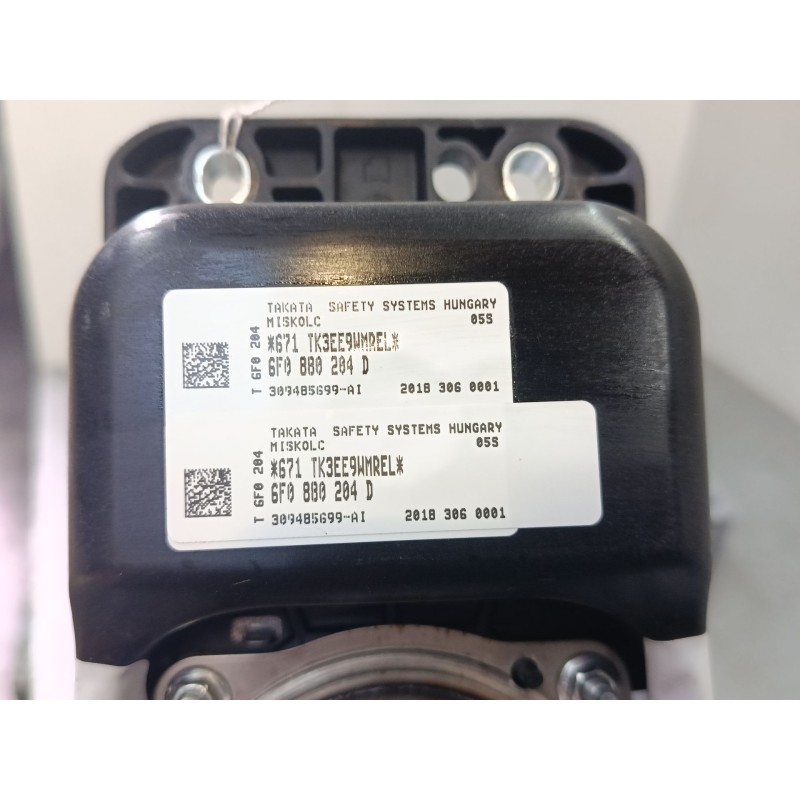 TAKATA SAFETY SYSTEMS HUNGARY
MISKOLC 05S
*671 TK3EE9WMREL*
6F0 880 204 D
T 6F0 204
309485699-AI 2018 306 0001
TAKATA SAFETY SYSTEMS HUNGARY
MISKOLC 05S
*671 TK3EE9WMREL*
6F0 880 204 D
T 6F0 204
309485699-AI 2018 306 0001